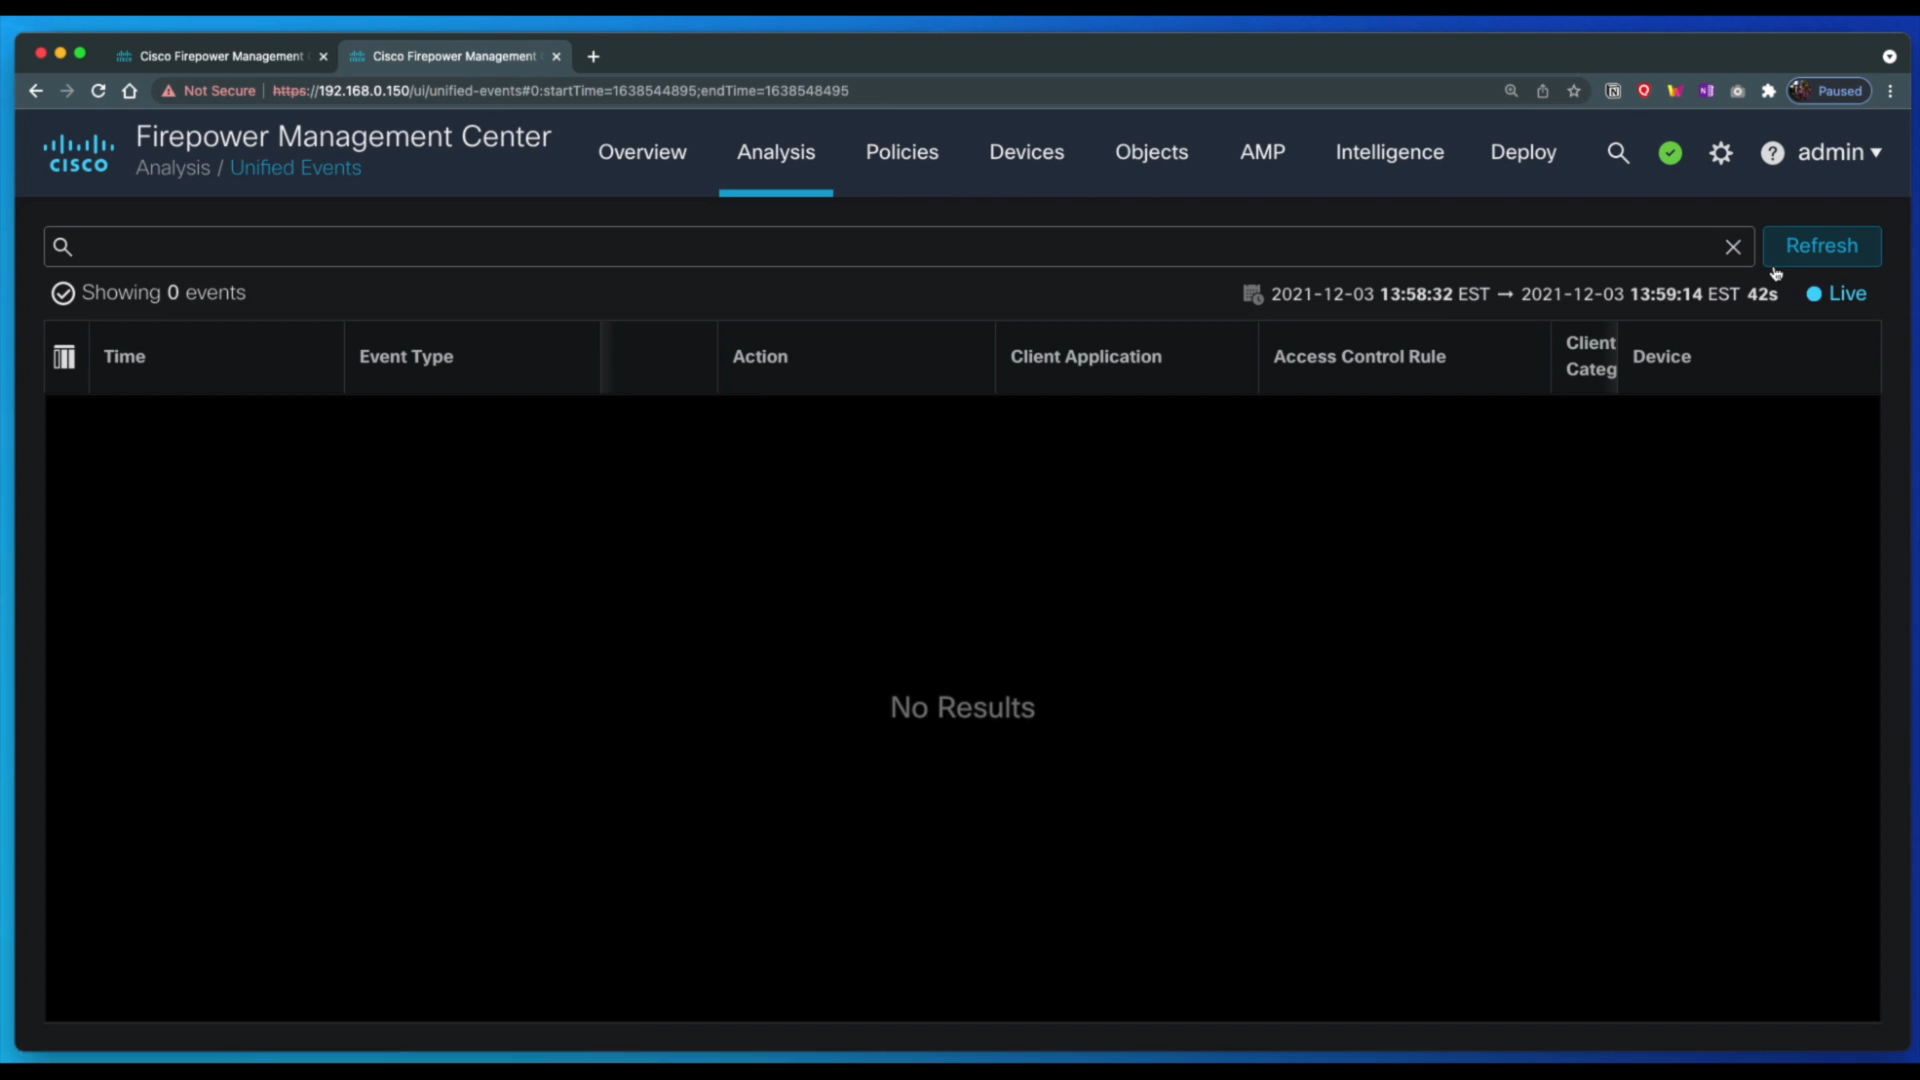 Cisco Firepower Management
Cisco Firepower Management
Not Secure | https://192.168.0.150/ui/unified-events#0:startTime=1638544895;endTime=1638548495
Paused
CISCO
Firepower Management Center
Analysis / Unified Events
Overview
Analysis
Policies
Devices
Objects
AMP
Intelligence
Deploy
admin
Refresh
Showing 0 events
2021-12-03 13:58:32 EST → 2021-12-03 13:59:14 EST 42s
Live
Time
Event Type
Action
Client Application
Access Control Rule
Client
Categ
Device
No Results